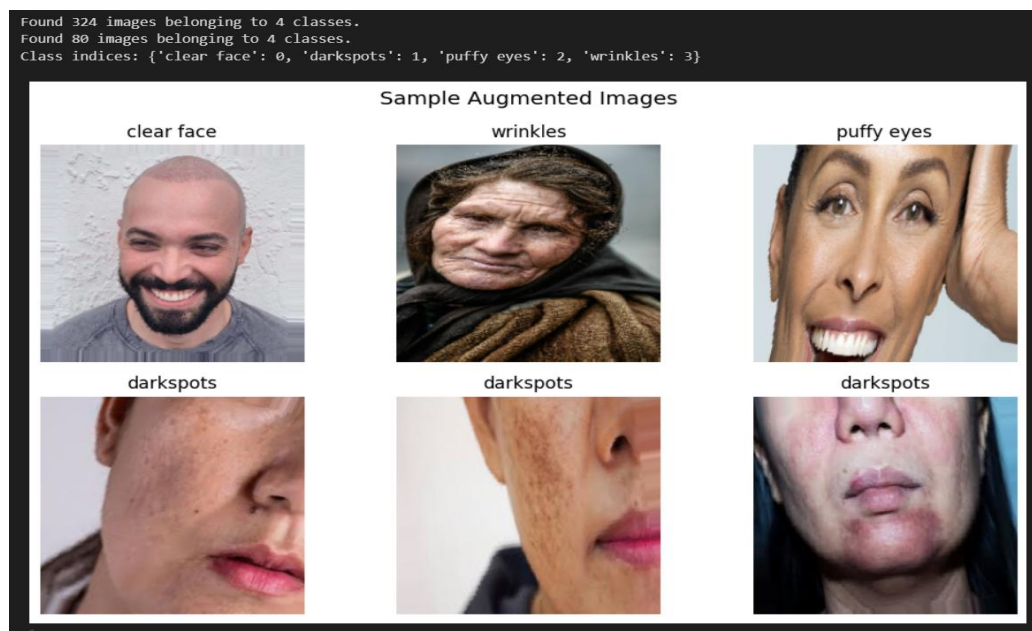 Found 324 images belonging to 4 classes.
Found 80 images belonging to 4 classes.
Class indices: {'clear face': 0, 'darkspots': 1, 'puffy eyes': 2, 'wrinkles': 3}
Sample Augmented Images
clear face
wrinkles
puffy eyes
darkspots
darkspots
darkspots